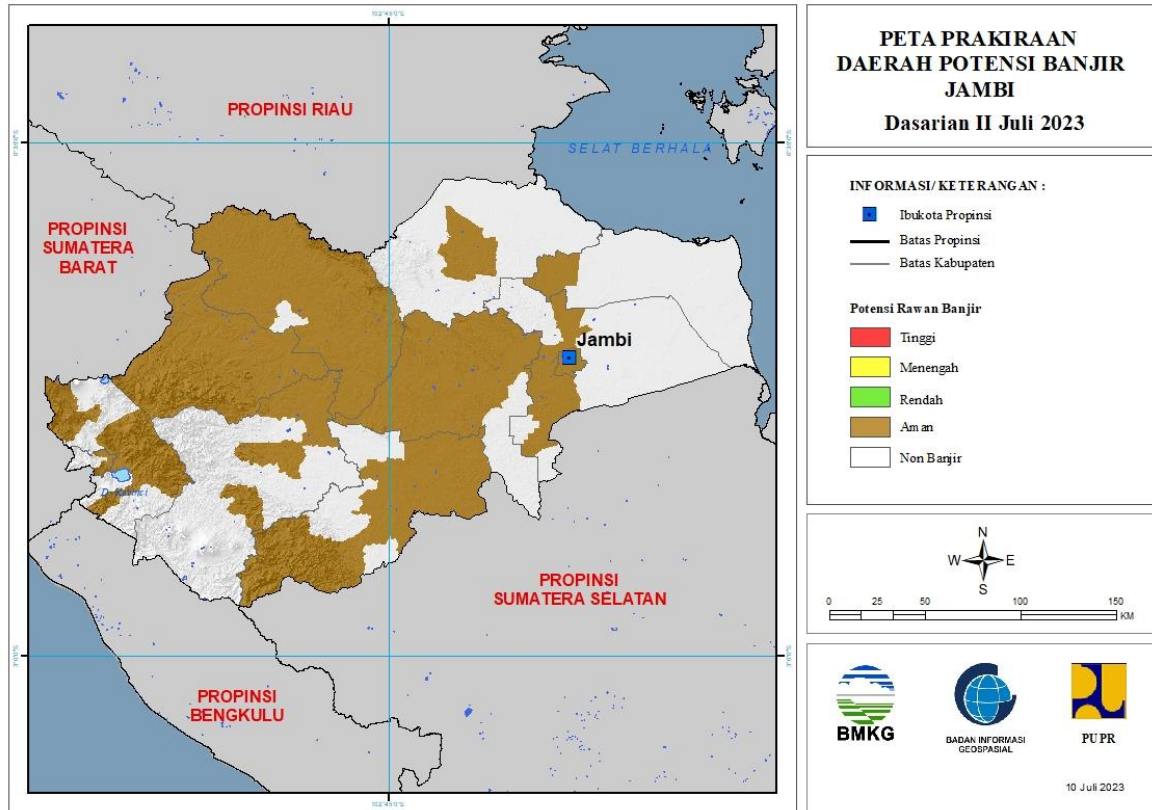 PETA PRAKIRAAN
DAERAH POTENSI BANJIR
JAMBI
Dasarian II Juli 2023
INFORMASI/ KETERANGAN :
Ibukota Propinsi
Batas Propinsi
Batas Kabupaten
Potensi Rawan Banjir
Tinggi
Menengah
Rendah
Aman
Non Banjir
N
W E
S
0 25 50 100 150
KM
BMKG
BADAN INFORMASI
GEOSPASIAL
PUPR
10 Juli 2023
PROPINSI RIAU
SELAT BERHALA
PROPINSI
SUMATERA
BARAT
Jambi
PROPINSI
SUMATERA SELATAN
PROPINSI
BENGKULU